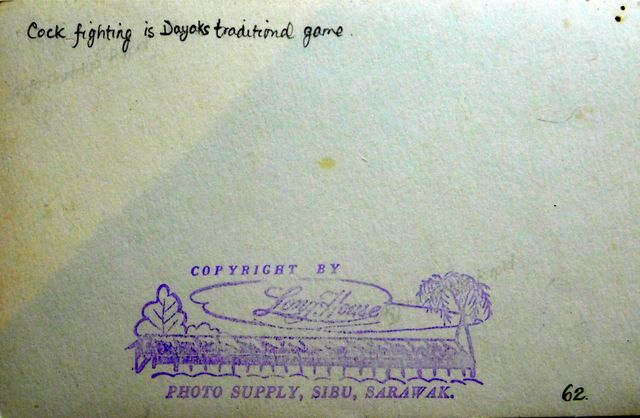 Cock fighting is Dayaks traditional game.
COPYRIGHT BY
Long-House
PHOTO SUPPLY, SIBU, SARAWAK.
62.